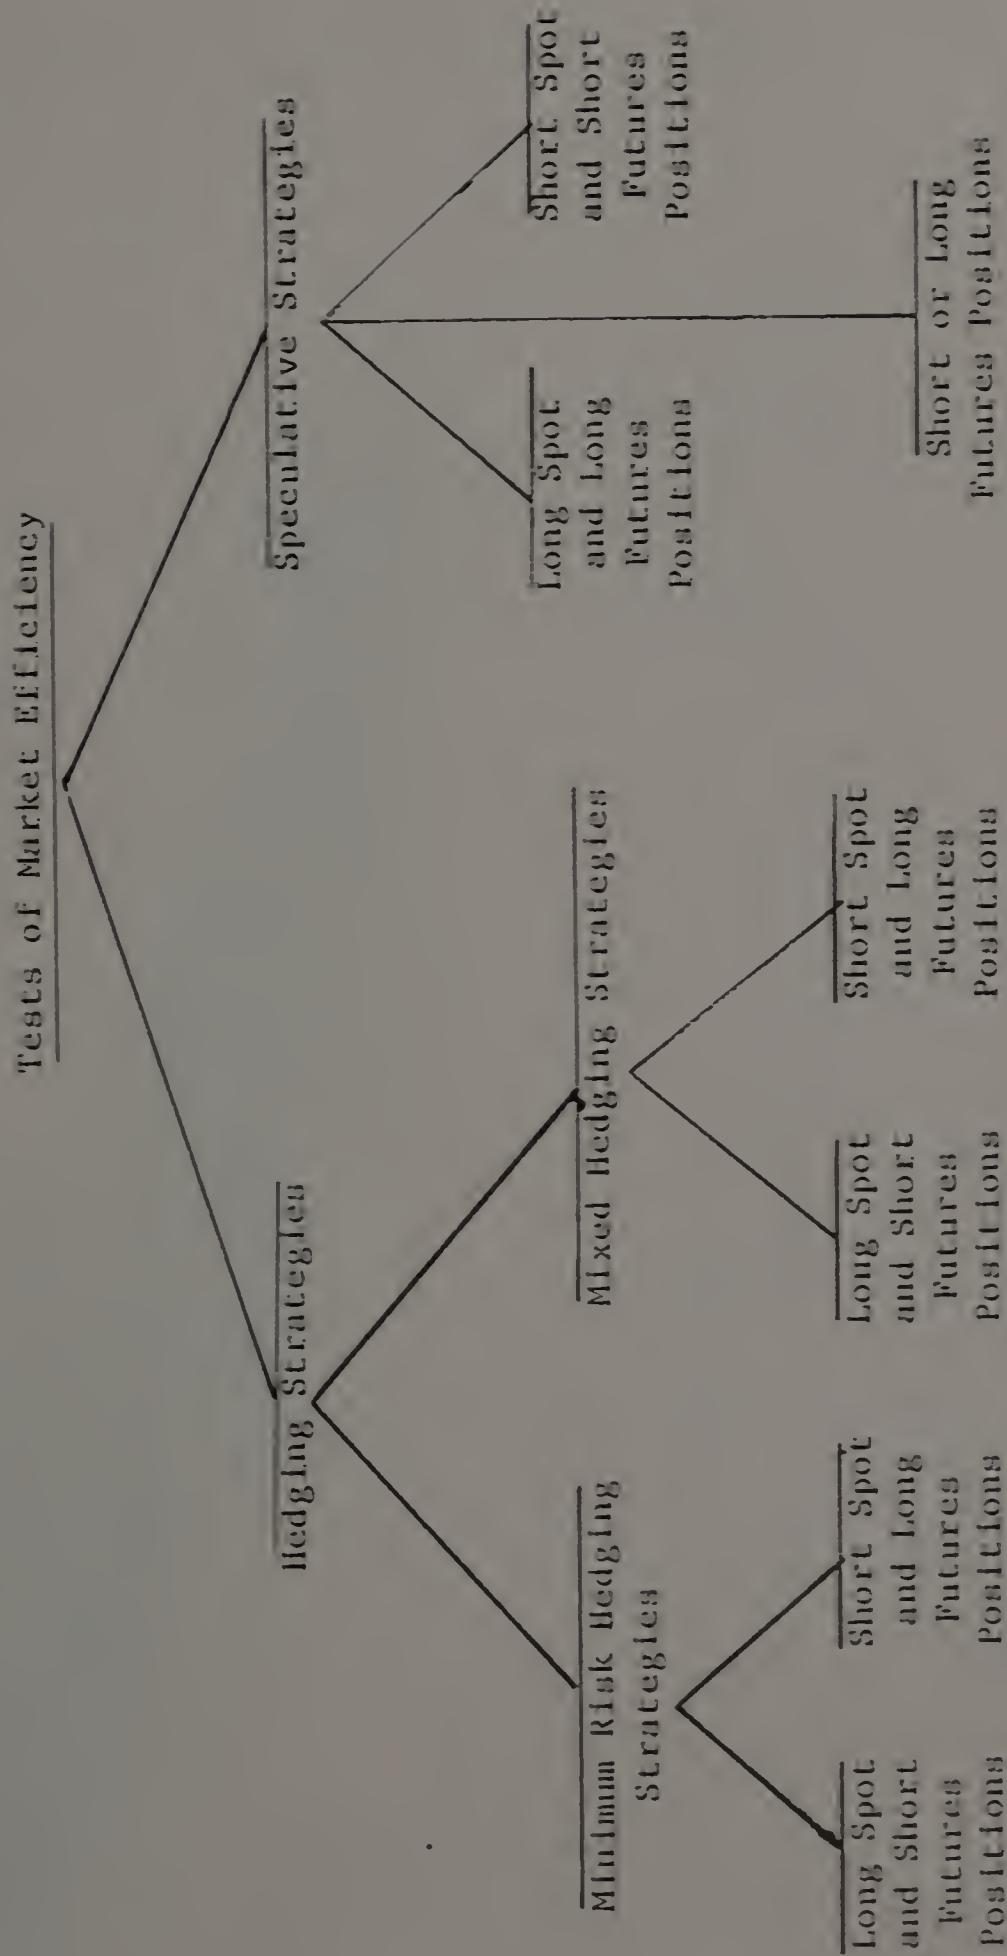 Tests of Market Efficiency
Hedging Strategies
Speculative Strategies
Minimum Risk Hedging
Strategies
Mixed Hedging Strategies
Long Spot
and Long
Futures
Positions
Short Spot
and Short
Futures
Positions
Long Spot
and Short
Futures
Positions
Short Spot
and Long
Futures
Positions
Long Spot
and Short
Futures
Positions
Short Spot
and Long
Futures
Positions
Short or Long
Futures Positions